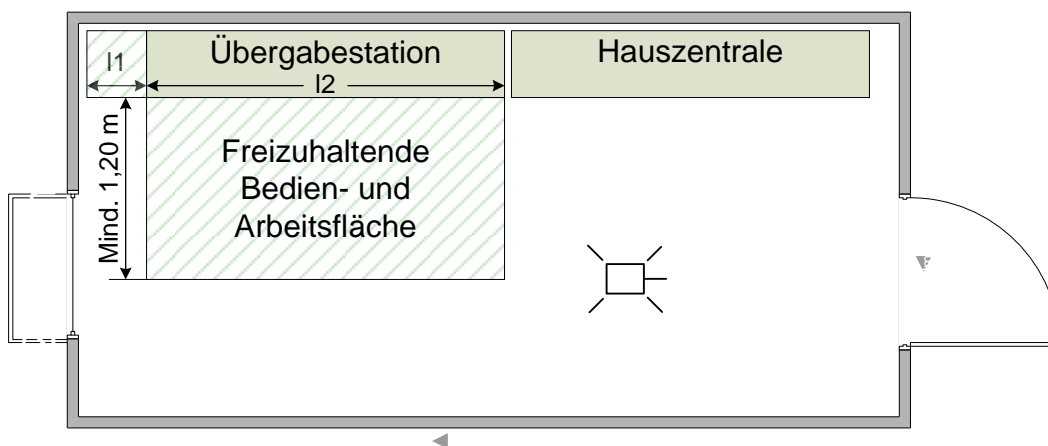 l1
Übergabestation
l2
Hauszentrale
Mind. 1,20 m
Freizuhaltende
Bedien- und
Arbeitsfläche